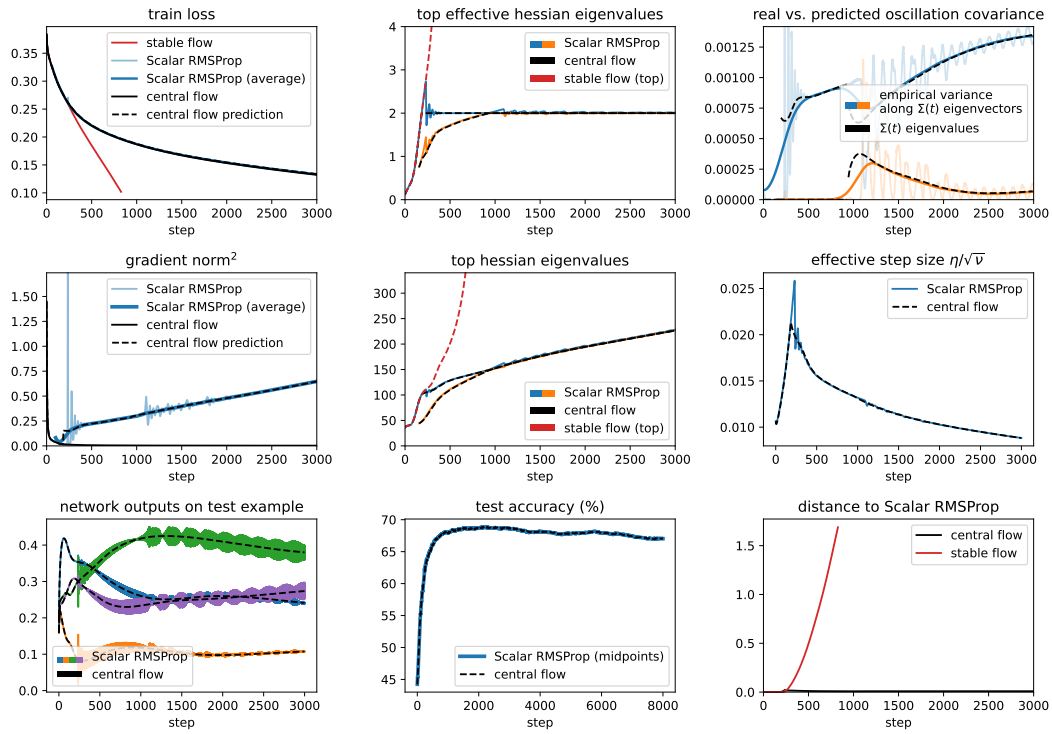 train loss
stable flow
Scalar RMSProp
Scalar RMSProp (average)
central flow
central flow prediction
0.35
0.30
0.25
0.20
0.15
0.10
0 500 1000 1500 2000 2500 3000
step
top effective hessian eigenvalues
Scalar RMSProp
central flow
stable flow (top)
4
3
2
1
0
0 500 1000 1500 2000 2500 3000
step
real vs. predicted oscillation covariance
empirical variance
along Σ(t) eigenvectors
Σ(t) eigenvalues
0.00125
0.00100
0.00075
0.00050
0.00025
0.00000
0 500 1000 1500 2000 2500 3000
step
gradient norm²
Scalar RMSProp
Scalar RMSProp (average)
central flow
central flow prediction
1.50
1.25
1.00
0.75
0.50
0.25
0.00
0 500 1000 1500 2000 2500 3000
step
top hessian eigenvalues
Scalar RMSProp
central flow
stable flow (top)
300
250
200
150
100
50
0
0 500 1000 1500 2000 2500 3000
step
effective step size η/√ν
Scalar RMSProp
central flow
0.025
0.020
0.015
0.010
0 500 1000 1500 2000 2500 3000
step
network outputs on test example
Scalar RMSProp
central flow
0.4
0.3
0.2
0.1
0.0
0 500 1000 1500 2000 2500 3000
step
test accuracy (%)
Scalar RMSProp (midpoints)
central flow
70
65
60
55
50
45
0 2000 4000 6000 8000
step
distance to Scalar RMSProp
central flow
stable flow
1.5
1.0
0.5
0.0
0 500 1000 1500 2000 2500 3000
step